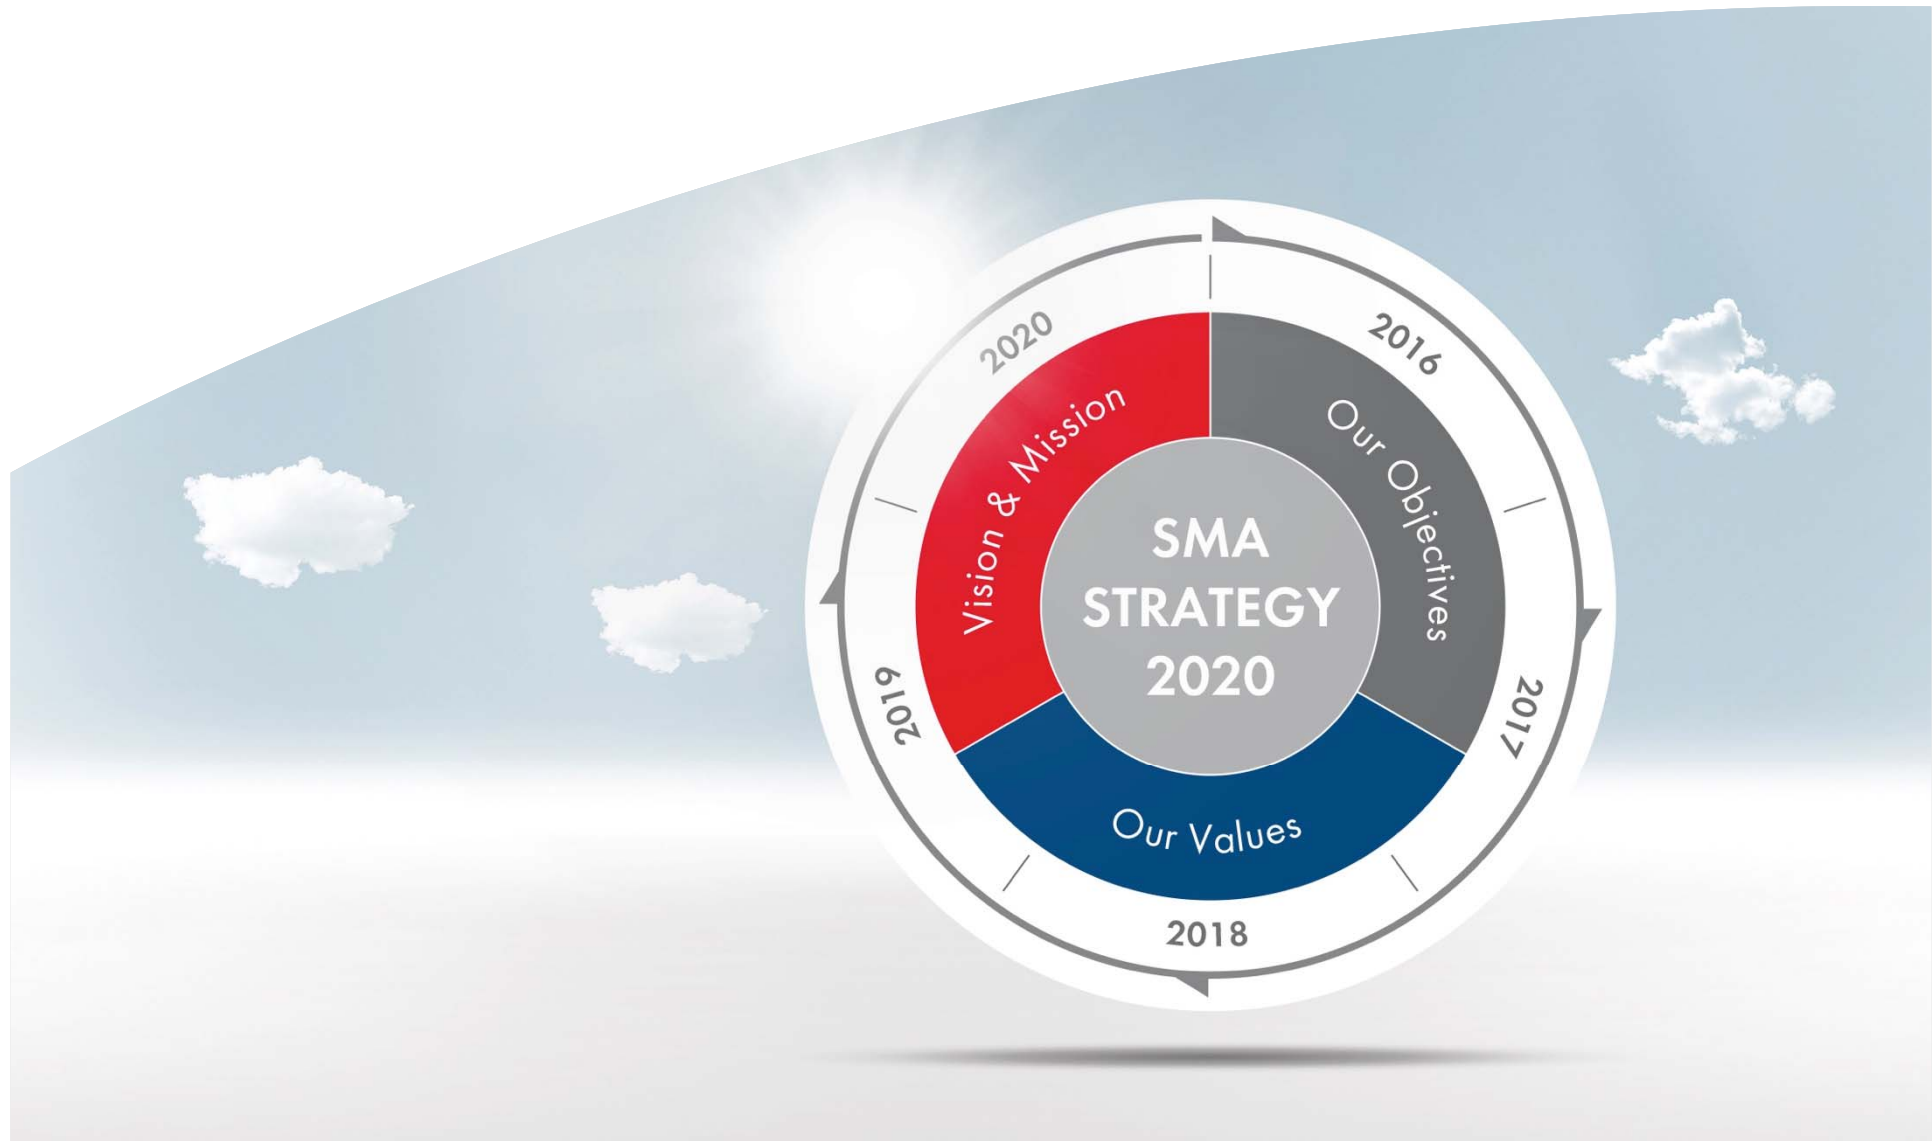 SMA
STRATEGY
2020
Vision & Mission
Our Objectives
Our Values
2016
2017
2018
2019
2020